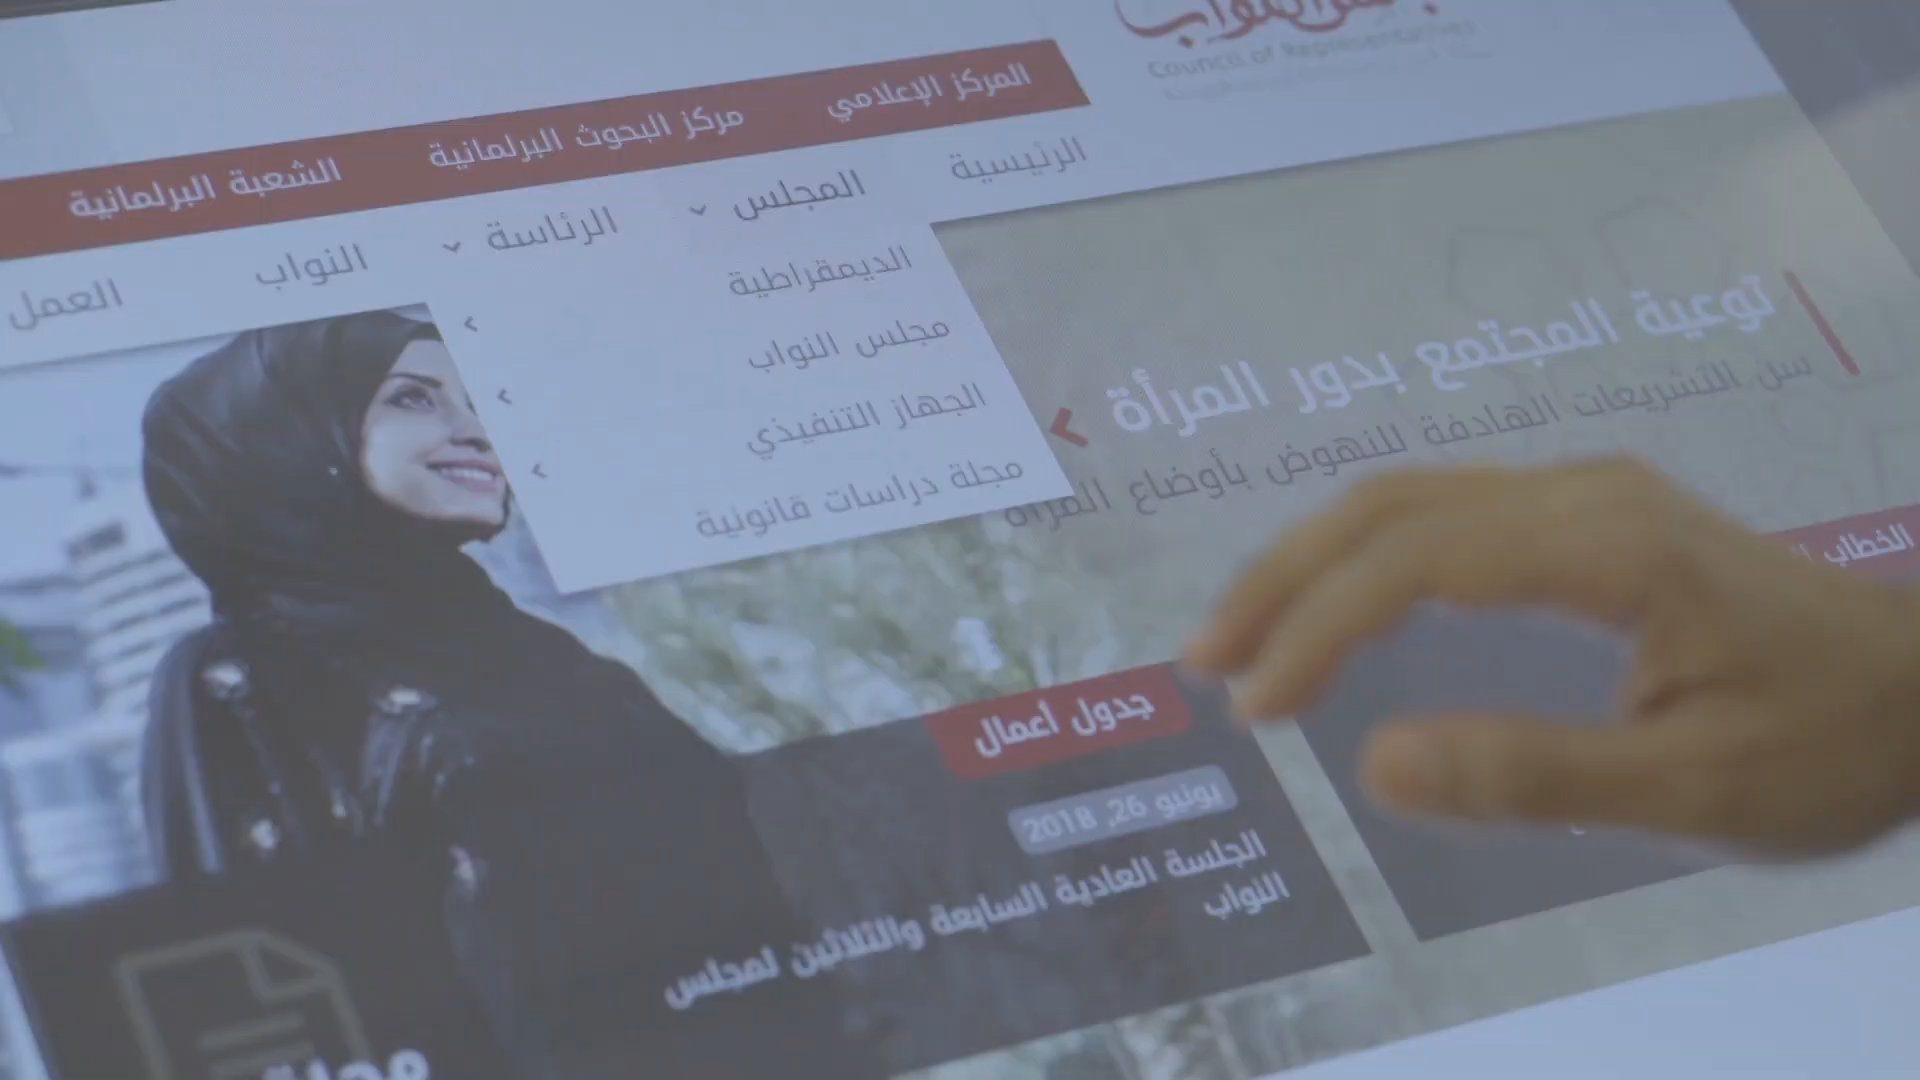 النواب
Council of Representatives
المركز الإعلامي
مركز البحوث البرلمانية
الشعبة البرلمانية
الرئيسية
المجلس
الرئاسة
النواب
العمل
الديمقراطية
مجلس النواب
الجهاز التنفيذي
مجلة دراسات قانونية
توعية المجتمع بدور المرأة
سن التشريعات الهادفة للنهوض بأوضاع المرأة
الخطاب
جدول أعمال
يونيو 26, 2018
الجلسة العادية السابعة والثلاثين لمجلس
النواب